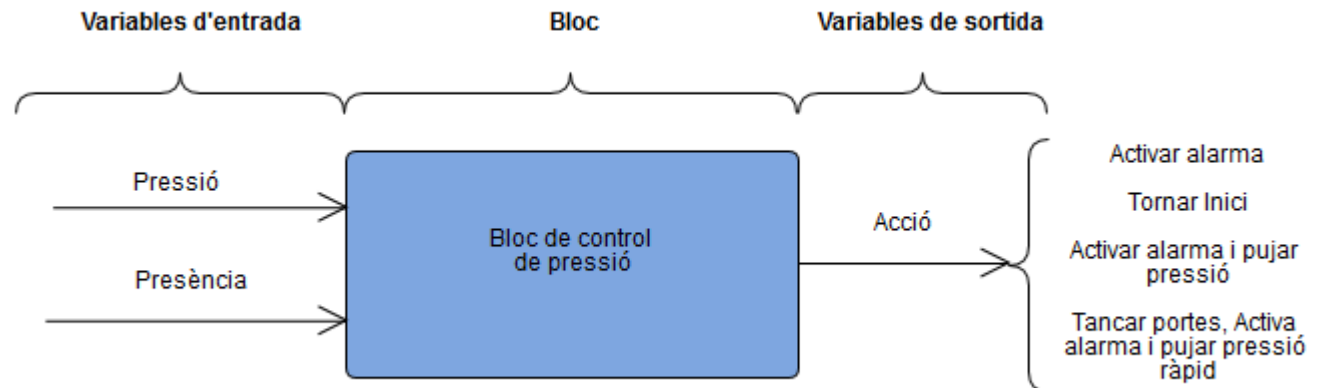 Variables d'entrada
Bloc
Variables de sortida
Pressió
Presència
Bloc de control
de pressió
Acció
Activar alarma
Tornar Inici
Activar alarma i pujar
pressió
Tancar portes, Activa
alarma i pujar pressió
ràpid